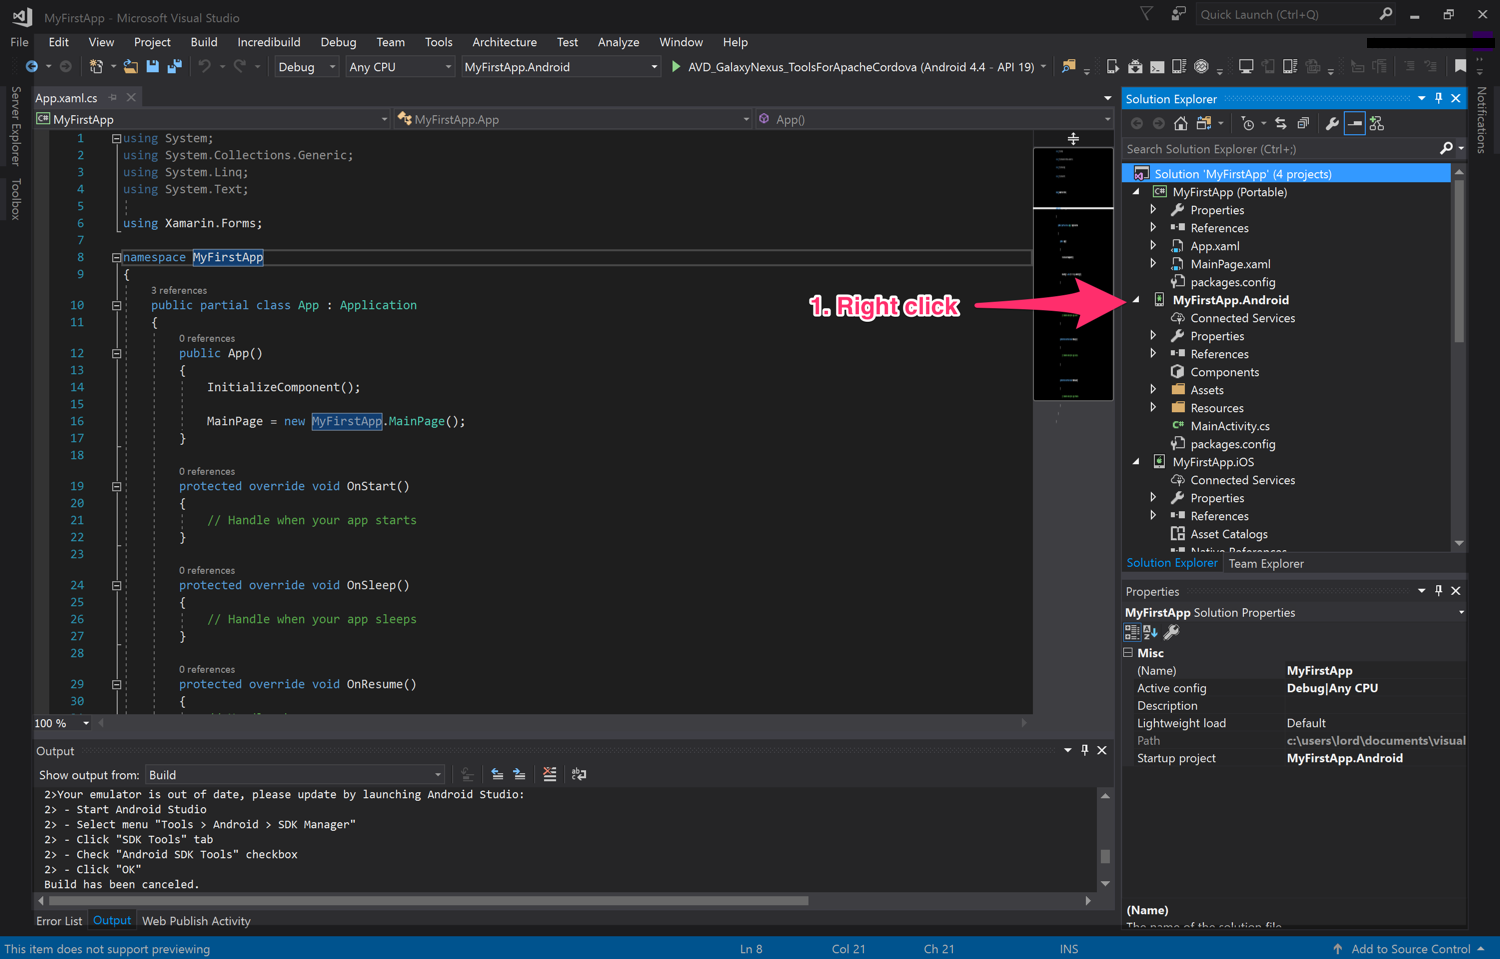 MyFirstApp - Microsoft Visual Studio
Quick Launch (Ctrl+Q)
File Edit View Project Build Incredibuild Debug Team Tools Architecture Test Analyze Window Help
Debug Any CPU MyFirstApp.Android AVD_GalaxyNexus_ToolsForApacheCordova (Android 4.4 - API 19)
Server Explorer
Toolbox
App.xaml.cs
C# MyFirstApp MyFirstApp.App App()
1 using System;
2 using System.Collections.Generic;
3 using System.Linq;
4 using System.Text;
5
6 using Xamarin.Forms;
7
8 namespace MyFirstApp
9 {
3 references
10 public partial class App : Application
11 {
0 references
12 public App()
13 {
14 InitializeComponent();
15
16 MainPage = new MyFirstApp.MainPage();
17 }
18
0 references
19 protected override void OnStart()
20 {
21 // Handle when your app starts
22 }
23
0 references
24 protected override void OnSleep()
25 {
26 // Handle when your app sleeps
27 }
28
0 references
29 protected override void OnResume()
30 {
100 %
1. Right click
Solution Explorer
Search Solution Explorer (Ctrl+;)
Solution 'MyFirstApp' (4 projects)
C# MyFirstApp (Portable)
Properties
References
App.xaml
MainPage.xaml
packages.config
MyFirstApp.Android
Connected Services
Properties
References
Components
Assets
Resources
C# MainActivity.cs
packages.config
MyFirstApp.iOS
Connected Services
Properties
References
Asset Catalogs
Native References
Solution Explorer Team Explorer
Notifications
Properties
MyFirstApp Solution Properties
Misc
(Name) MyFirstApp
Active config Debug|Any CPU
Description
Lightweight load Default
Path c:\users\lord\documents\visual
Startup project MyFirstApp.Android
(Name)
The name of the solution file.
Output
Show output from: Build
2>Your emulator is out of date, please update by launching Android Studio:
2> - Start Android Studio
2> - Select menu "Tools > Android > SDK Manager"
2> - Click "SDK Tools" tab
2> - Check "Android SDK Tools" checkbox
2> - Click "OK"
Build has been canceled.
Error List Output Web Publish Activity
This item does not support previewing Ln 8 Col 21 Ch 21 INS Add to Source Control